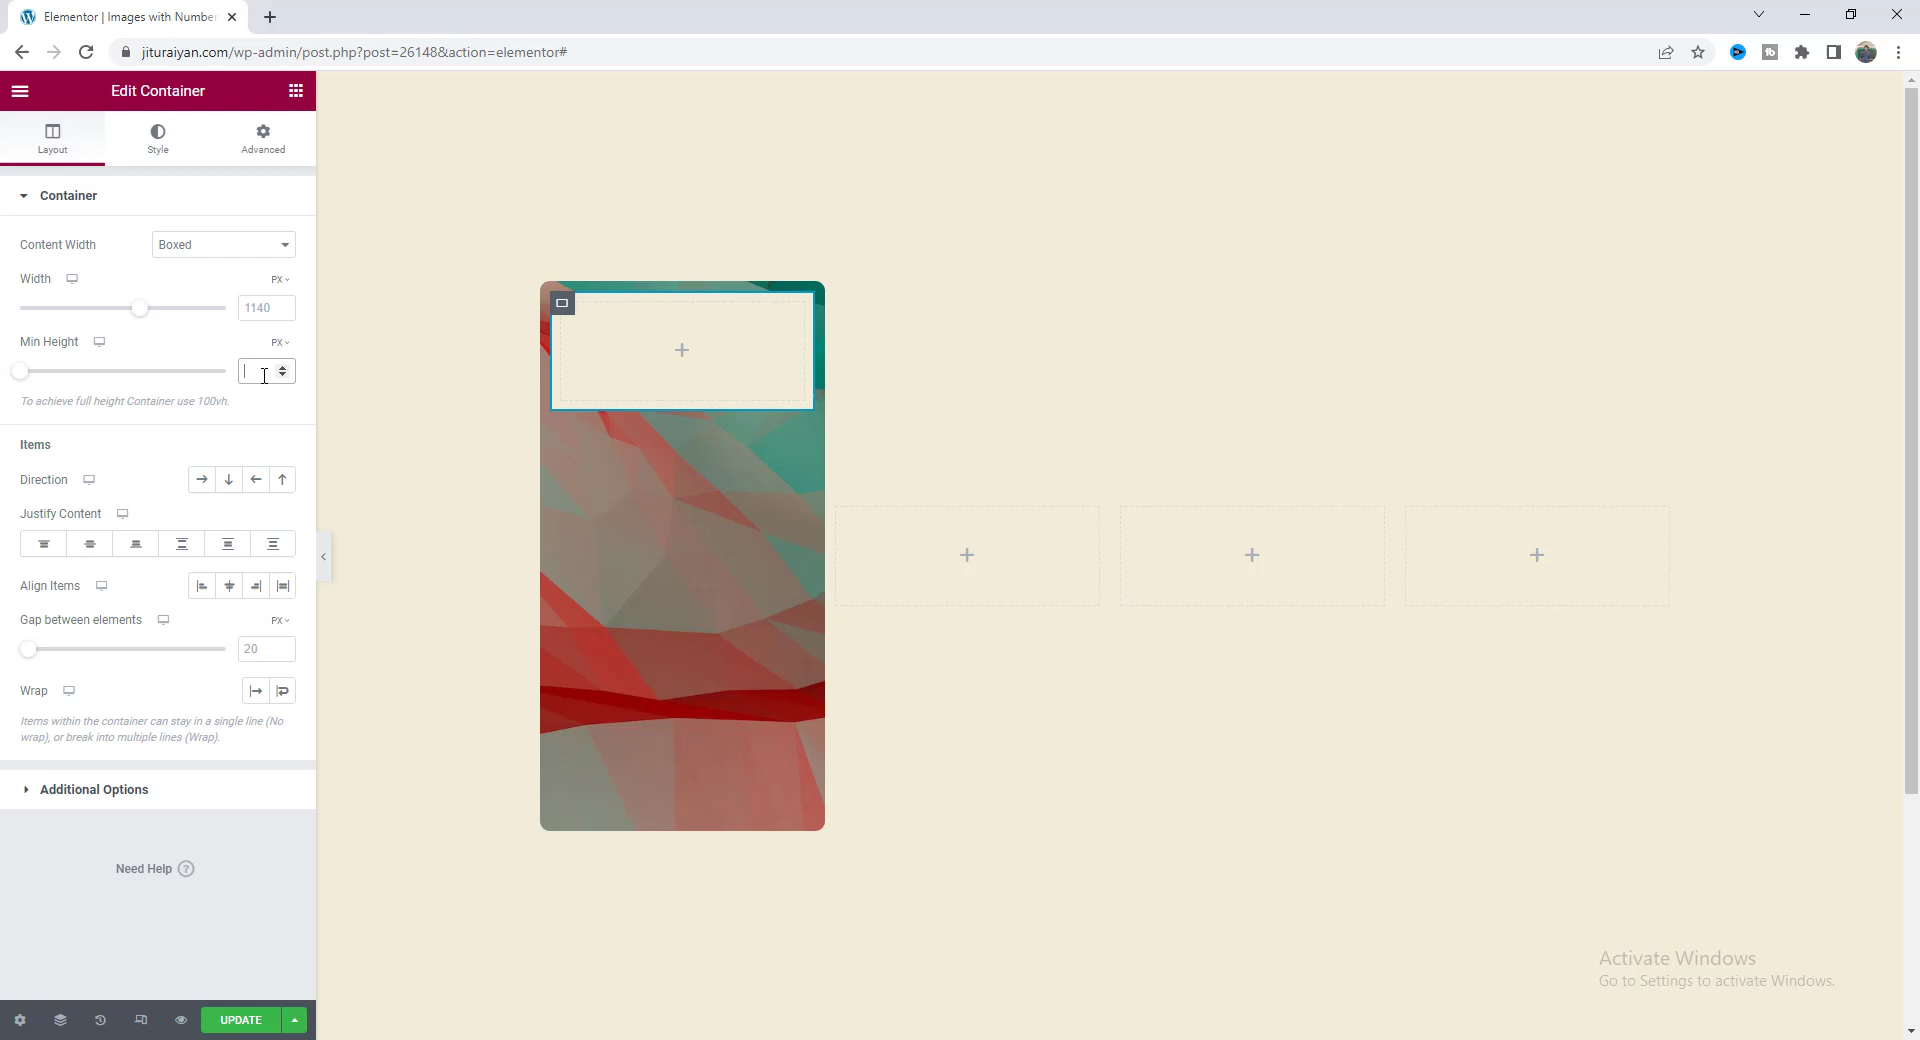 Elementor | Images with Number
jituraiyan.com/wp-admin/post.php?post=26148&action=elementor#
Edit Container
Layout
Style
Advanced
Container
Content Width
Boxed
Width
PX
1140
Min Height
PX
To achieve full height Container use 100vh.
Items
Direction
Justify Content
Align Items
Gap between elements
PX
20
Wrap
Items within the container can stay in a single line (No
wrap), or break into multiple lines (Wrap).
Additional Options
Need Help ?
UPDATE
Activate Windows
Go to Settings to activate Windows.